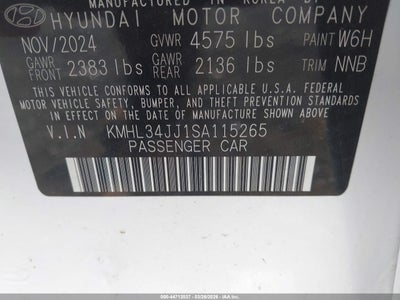 MANUFACTURED IN KOREA BY
HYUNDAI MOTOR COMPANY
NOV/2024 GVWR 4575 lbs PAINT W6H
GAWR FRONT 2383 lbs GAWR REAR 2136 lbs TRIM NNB
THIS VEHICLE CONFORMS TO ALL APPLICABLE U.S.A. FEDERAL
MOTOR VEHICLE SAFETY, BUMPER, AND THEFT PREVENTION
STANDARDS IN EFFECT ON THE DATE OF MANUFACTURE SHOWN ABOVE
V.I.N KMHL34JJ1SA115265
PASSENGER CAR